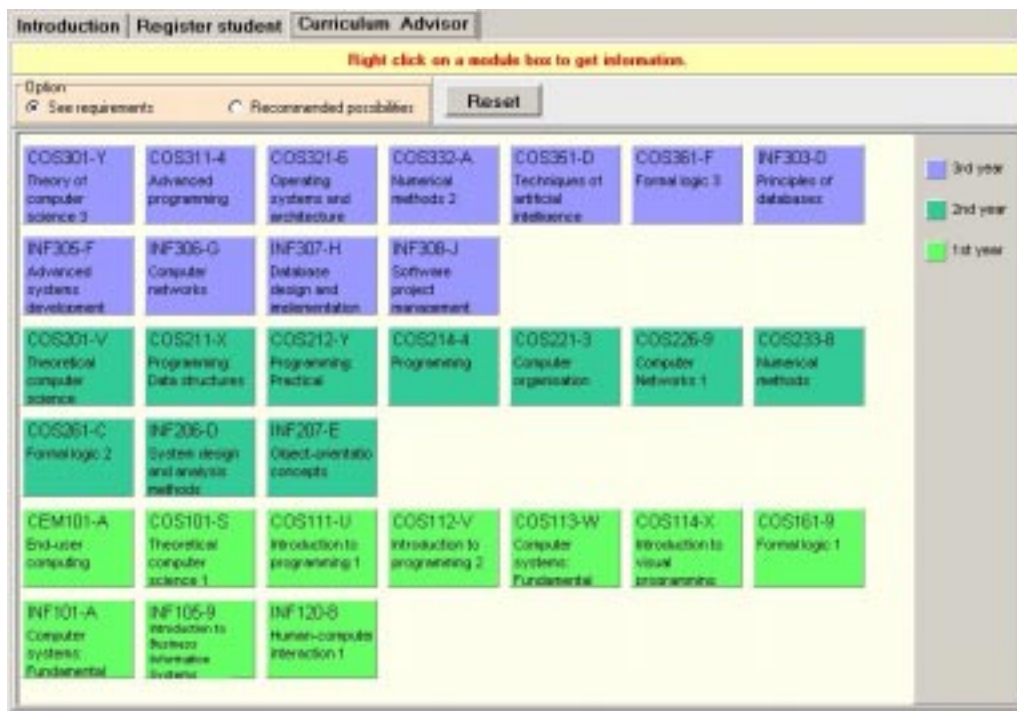 Introduction Register student Curriculum Advisor
Right click on a module box to get information.
Option
See requirements Recommended possibilities Reset
COS301-Y
Theory of
computer
science 3
COS311-4
Advanced
programming
COS321-6
Operating
systems and
architecture
COS332-A
Numerical
methods 2
COS351-D
Techniques of
artificial
intelligence
COS361-F
Formal logic 3
INF303-D
Principles of
databases
INF305-F
Advanced
systems
development
INF306-G
Computer
networks
INF307-H
Database
design and
implementation
INF308-J
Software
project
management
COS201-V
Theoretical
computer
science
COS211-X
Programming:
Data structures
COS212-Y
Programming:
Practical
COS214-4
Programming
COS221-3
Computer
organisation
COS226-9
Computer
Networks 1
COS233-8
Numerical
methods
COS261-C
Formal logic 2
INF206-D
System design
and analysis
methods
INF207-E
Object-orientatio
concepts
CEM101-A
End-user
computing
COS101-S
Theoretical
computer
science 1
COS111-U
Introduction to
programming 1
COS112-V
Introduction to
programming 2
COS113-W
Computer
systems:
Fundamental
COS114-X
Introduction to
visual
programming
COS161-9
Formal logic 1
INF101-A
Computer
systems:
Fundamental
INF105-9
Introduction to
Business
Information
Systems
INF120-8
Human-computer
interaction 1
3rd year
2nd year
1st year